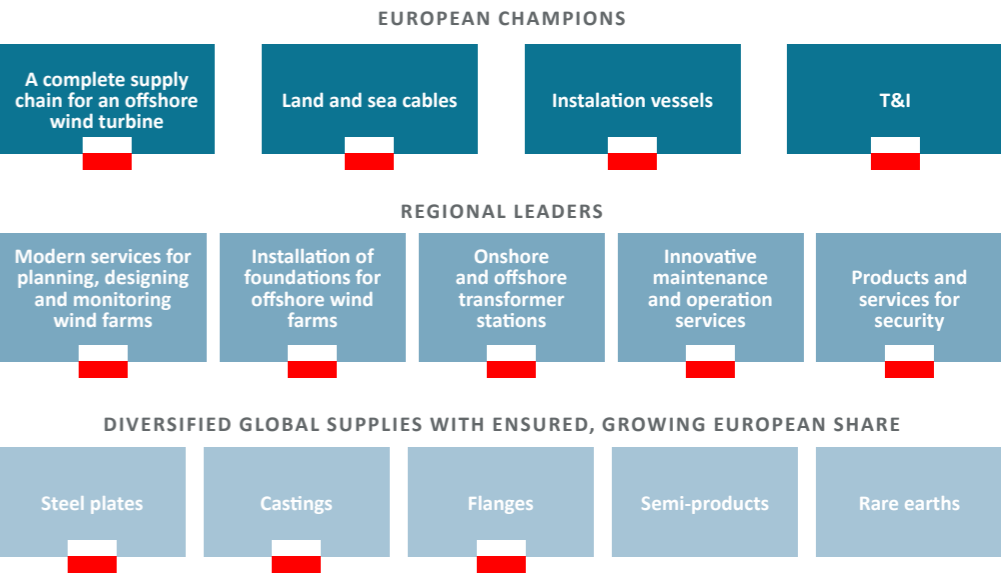 EUROPEAN CHAMPIONS
A complete supply
chain for an offshore
wind turbine
Land and sea cables
Instalation vessels
T&I
REGIONAL LEADERS
Modern services for
planning, designing
and monitoring
wind farms
Installation of
foundations for
offshore wind
farms
Onshore
and offshore
transformer
stations
Innovative
maintenance
and operation
services
Products and
services for
security
DIVERSIFIED GLOBAL SUPPLIES WITH ENSURED, GROWING EUROPEAN SHARE
Steel plates
Castings
Flanges
Semi-products
Rare earths